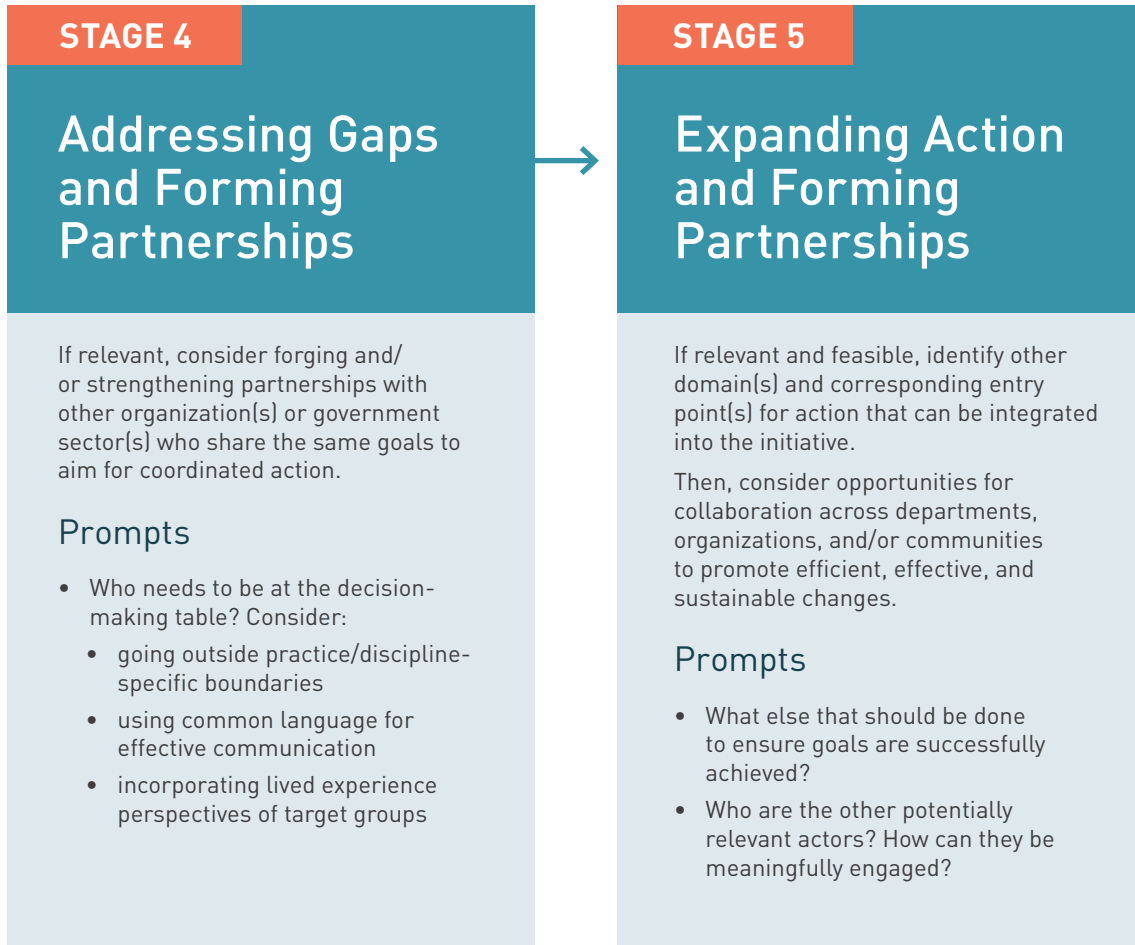 STAGE 4
Addressing Gaps
and Forming
Partnerships
If relevant, consider forging and/
or strengthening partnerships with
other organization(s) or government
sector(s) who share the same goals to
aim for coordinated action.
Prompts
• Who needs to be at the decision-
making table? Consider:
• going outside practice/discipline-
specific boundaries
• using common language for
effective communication
• incorporating lived experience
perspectives of target groups
STAGE 5
Expanding Action
and Forming
Partnerships
If relevant and feasible, identify other
domain(s) and corresponding entry
point(s) for action that can be integrated
into the initiative.
Then, consider opportunities for
collaboration across departments,
organizations, and/or communities
to promote efficient, effective, and
sustainable changes.
Prompts
• What else that should be done
to ensure goals are successfully
achieved?
• Who are the other potentially
relevant actors? How can they be
meaningfully engaged?